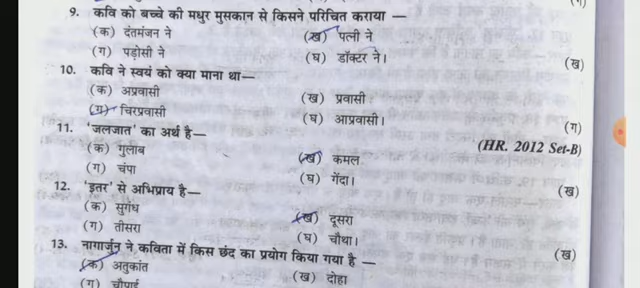 (ग)
9. कवि को बच्चे की मधुर मुसकान से किसने परिचित कराया —
(क) दंतमंजन ने (ख) पत्नी ने
(ग) पड़ोसी ने (घ) डॉक्टर ने। (ख)
10. कवि ने स्वयं को क्या माना था—
(क) अप्रवासी (ख) प्रवासी
(ग) चिरप्रवासी (घ) आप्रवासी। (ग)
11. 'जलजात' का अर्थ है— (HR. 2012 Set-B)
(क) गुलाब (ख) कमल
(ग) चंपा (घ) गेंदा। (ख)
12. 'इतर' से अभिप्राय है—
(क) सुगंध (ख) दूसरा
(ग) तीसरा (घ) चौथा। (ख)
13. नागार्जुन ने कविता में किस छंद का प्रयोग किया गया है —
(क) अतुकांत (ख) दोहा
(ग) चौपाई